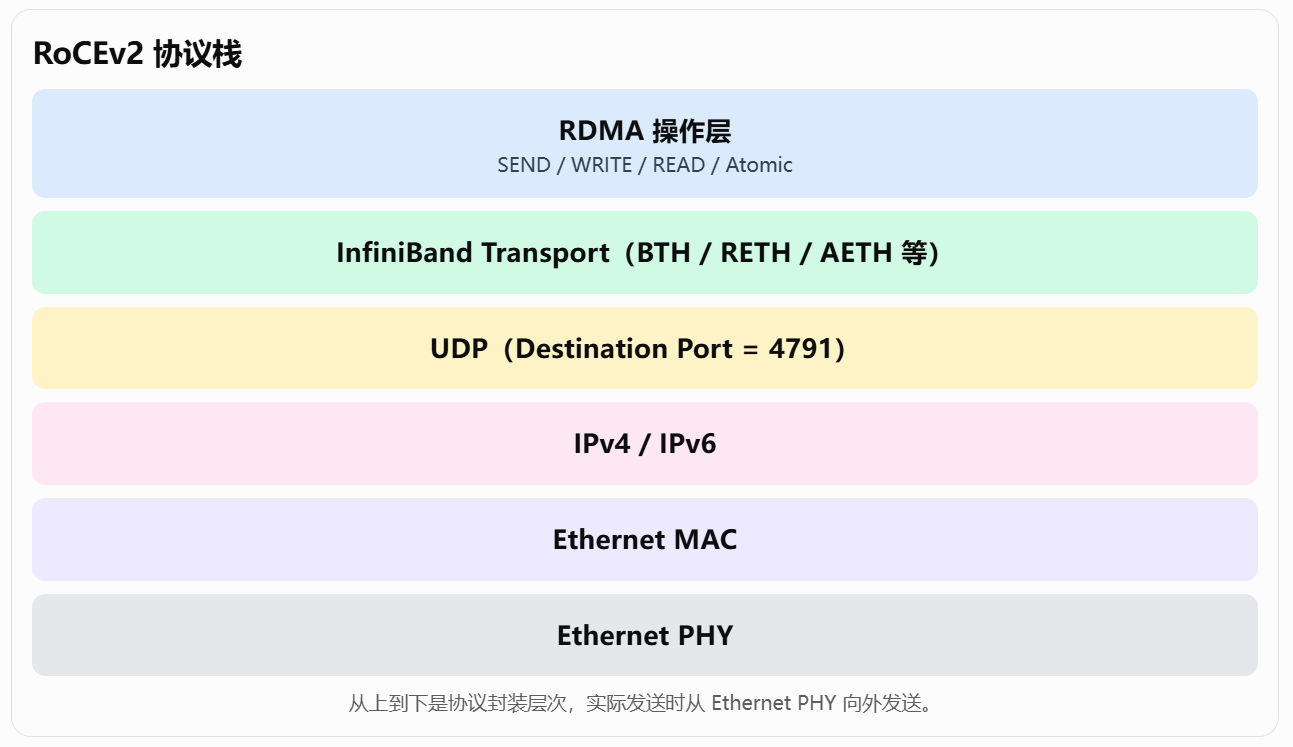 RoCEv2 协议栈
RDMA 操作层
SEND / WRITE / READ / Atomic
InfiniBand Transport（BTH / RETH / AETH 等）
UDP（Destination Port = 4791）
IPv4 / IPv6
Ethernet MAC
Ethernet PHY
从上到下是协议封装层次，实际发送时从 Ethernet PHY 向外发送。